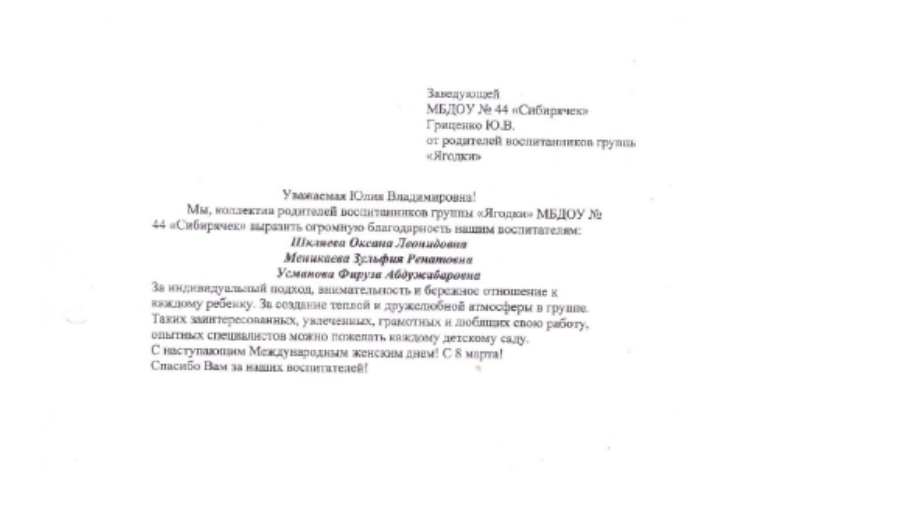 Заведующей
МБДОУ № 44 «Сибирячек»
Гриценко Ю.В.
от родителей воспитанников группы
«Ягодки»
Уважаемая Юлия Владимировна!
Мы, коллектив родителей воспитанников группы «Ягодки» МБДОУ №
44 «Сибирячек» выразить огромную благодарность нашим воспитателям:
Шкляева Оксана Леонидовна
Меникаева Зульфия Ренатовна
Усманова Фируза Абдужабаровна
За индивидуальный подход, внимательность и бережное отношение к
каждому ребенку. За создание теплой и дружелюбной атмосферы в группе.
Таких заинтересованных, увлеченных, грамотных и любящих свою работу,
опытных специалистов можно пожелать каждому детскому саду.
С наступающим Международным женским днем! С 8 марта!
Спасибо Вам за наших воспитателей!